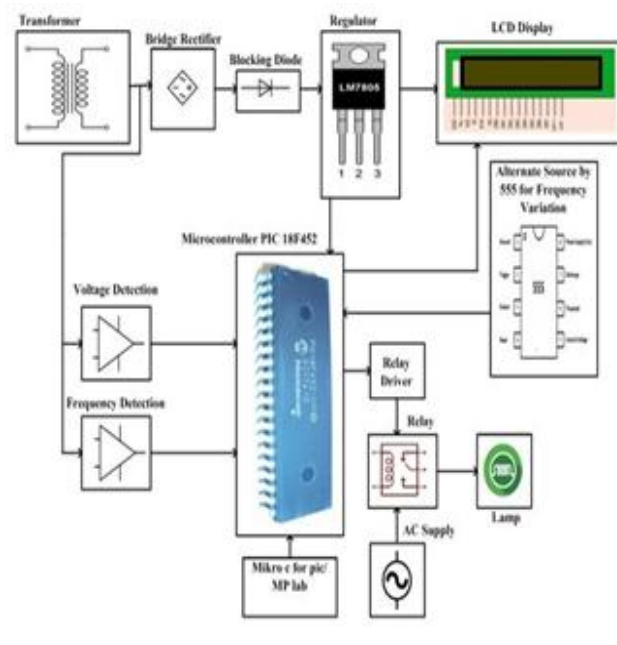 Transformer
Bridge Rectifier
Blocking Diode
Regulator
LM7805
1 2 3
LCD Display
Alternate Source by
555 for Frequency
Variation
555
Microcontroller PIC 18F452
Voltage Detection
Frequency Detection
Relay
Driver
Relay
Lamp
AC Supply
Mikro c for pic/
MP lab